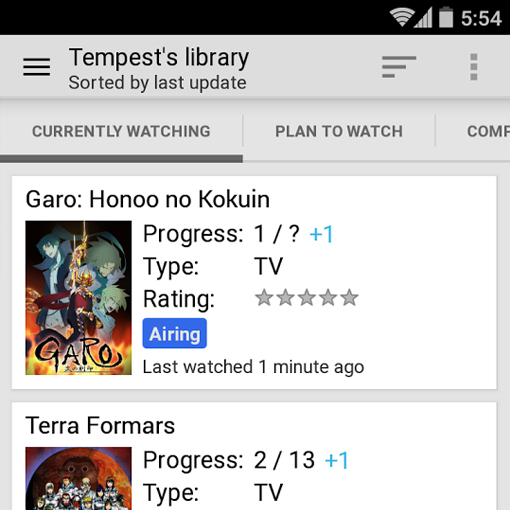 5:54
Tempest's library
Sorted by last update
CURRENTLY WATCHING
PLAN TO WATCH
COMP
Garo: Honoo no Kokuin
Progress: 1 / ? +1
Type: TV
Rating:
Airing
GARO
Last watched 1 minute ago
Terra Formars
Progress: 2 / 13 +1
Type: TV